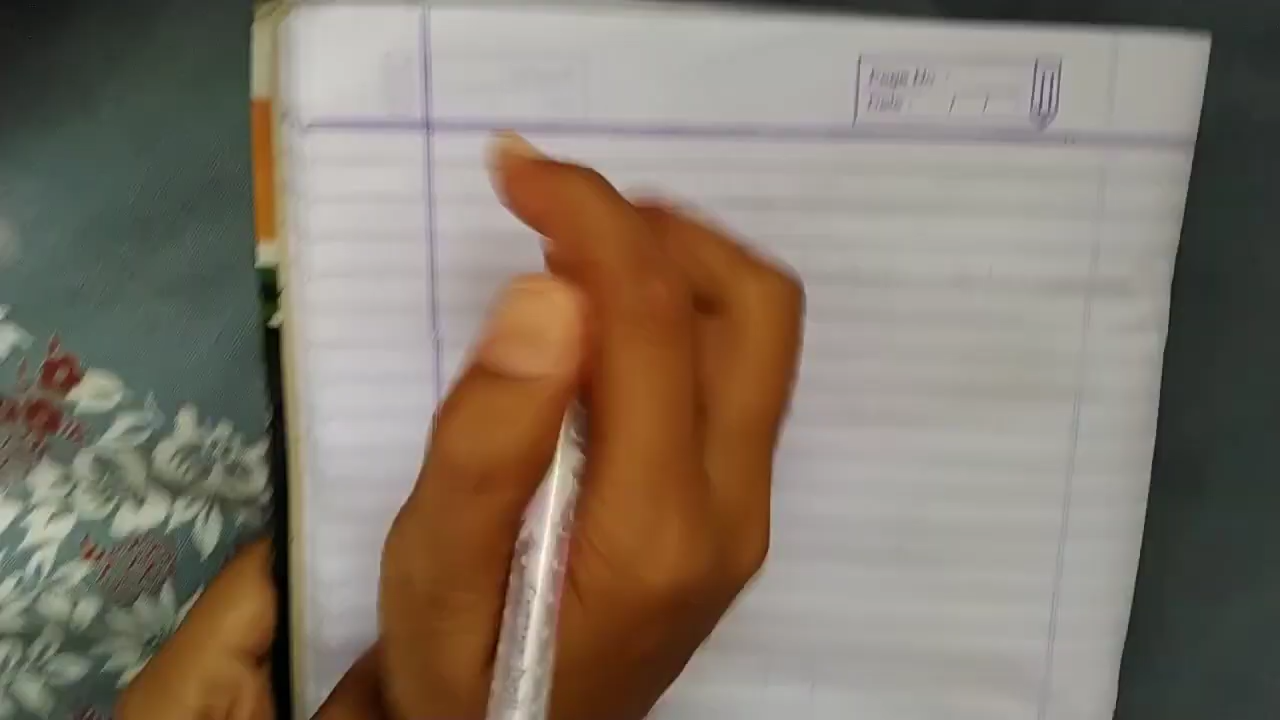 Page No :
Date : / /